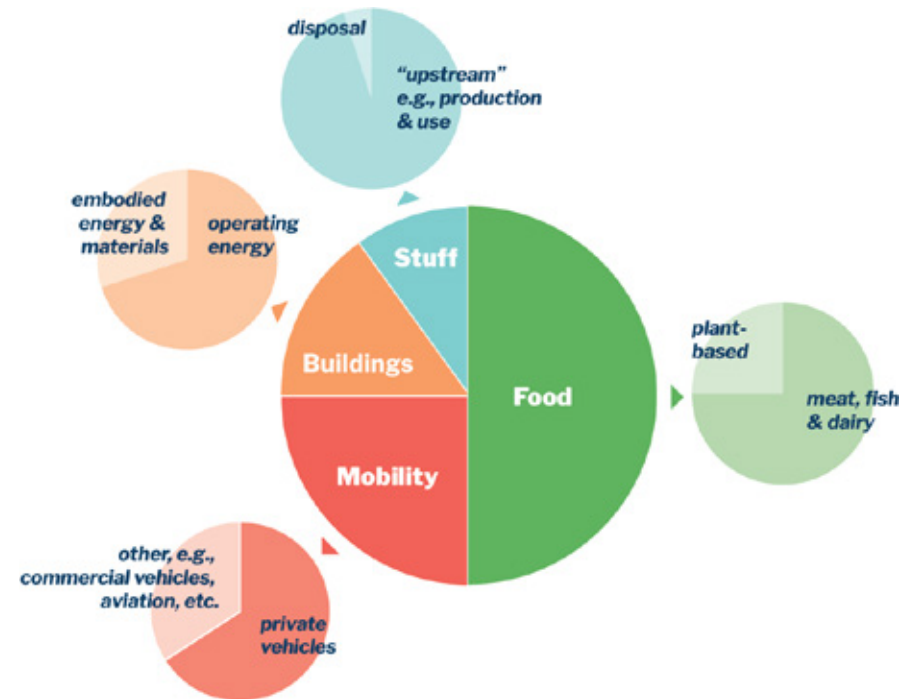 disposal
“upstream”
e.g., production
& use
embodied
energy &
materials
operating
energy
Stuff
Buildings
Food
Mobility
plant-
based
meat, fish
& dairy
other, e.g.,
commercial vehicles,
aviation, etc.
private
vehicles